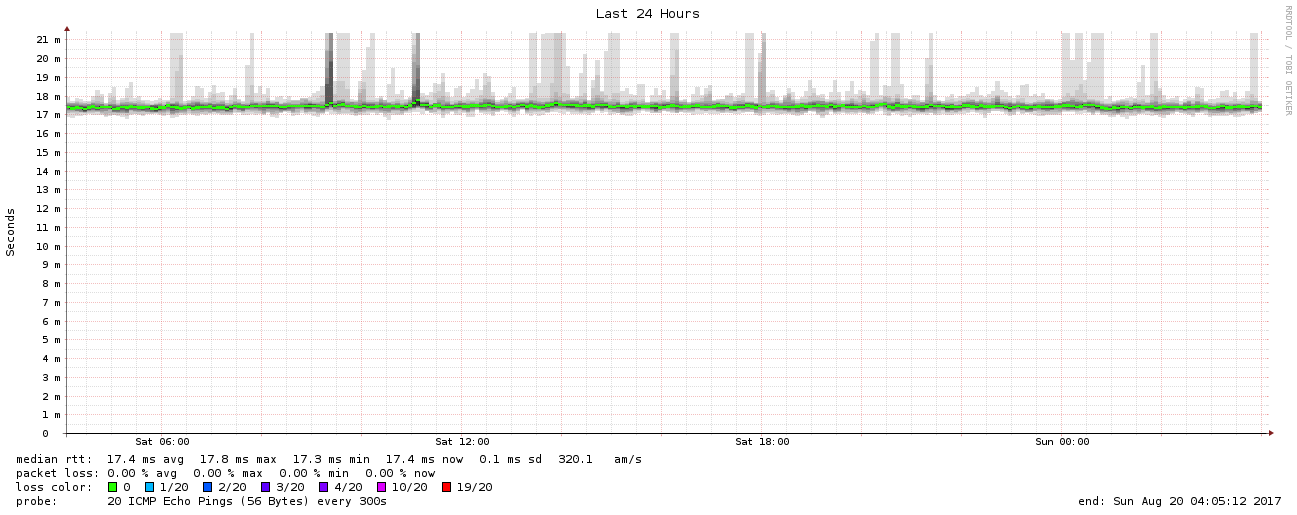 Last 24 Hours
RRDTOOL / TOBI OETIKER
Seconds
21 m
20 m
19 m
18 m
17 m
16 m
15 m
14 m
13 m
12 m
11 m
10 m
9 m
8 m
7 m
6 m
5 m
4 m
3 m
2 m
1 m
0
Sat 06:00 Sat 12:00 Sat 18:00 Sun 00:00
median rtt: 17.4 ms avg 17.8 ms max 17.3 ms min 17.4 ms now 0.1 ms sd 320.1 am/s
packet loss: 0.00 % avg 0.00 % max 0.00 % min 0.00 % now
loss color: 0 1/20 2/20 3/20 4/20 10/20 19/20
probe: 20 ICMP Echo Pings (56 Bytes) every 300s end: Sun Aug 20 04:05:12 2017